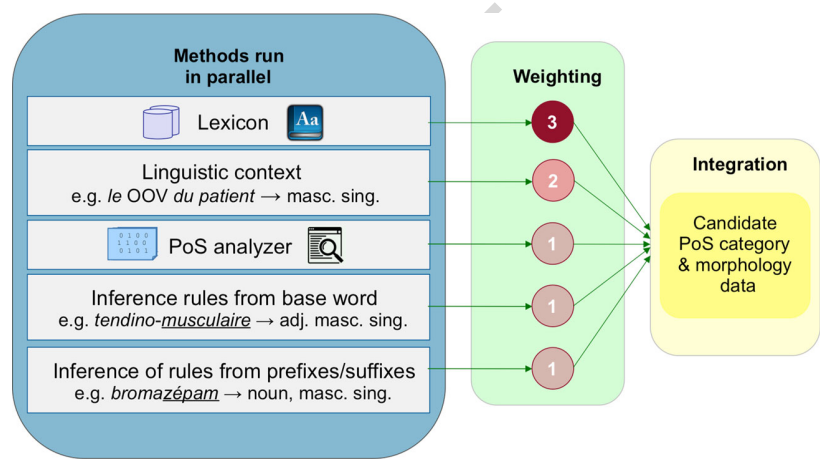 Methods run
in parallel
Lexicon
Aa
Linguistic context
e.g. le OOV du patient → masc. sing.
0 1 0 0
1 1 0 0
0 1 0 1
PoS analyzer
Inference rules from base word
e.g. tendino-musculaire → adj. masc. sing.
Inference of rules from prefixes/suffixes
e.g. bromazépam → noun, masc. sing.
Weighting
3
2
1
1
1
Integration
Candidate
PoS category
& morphology
data